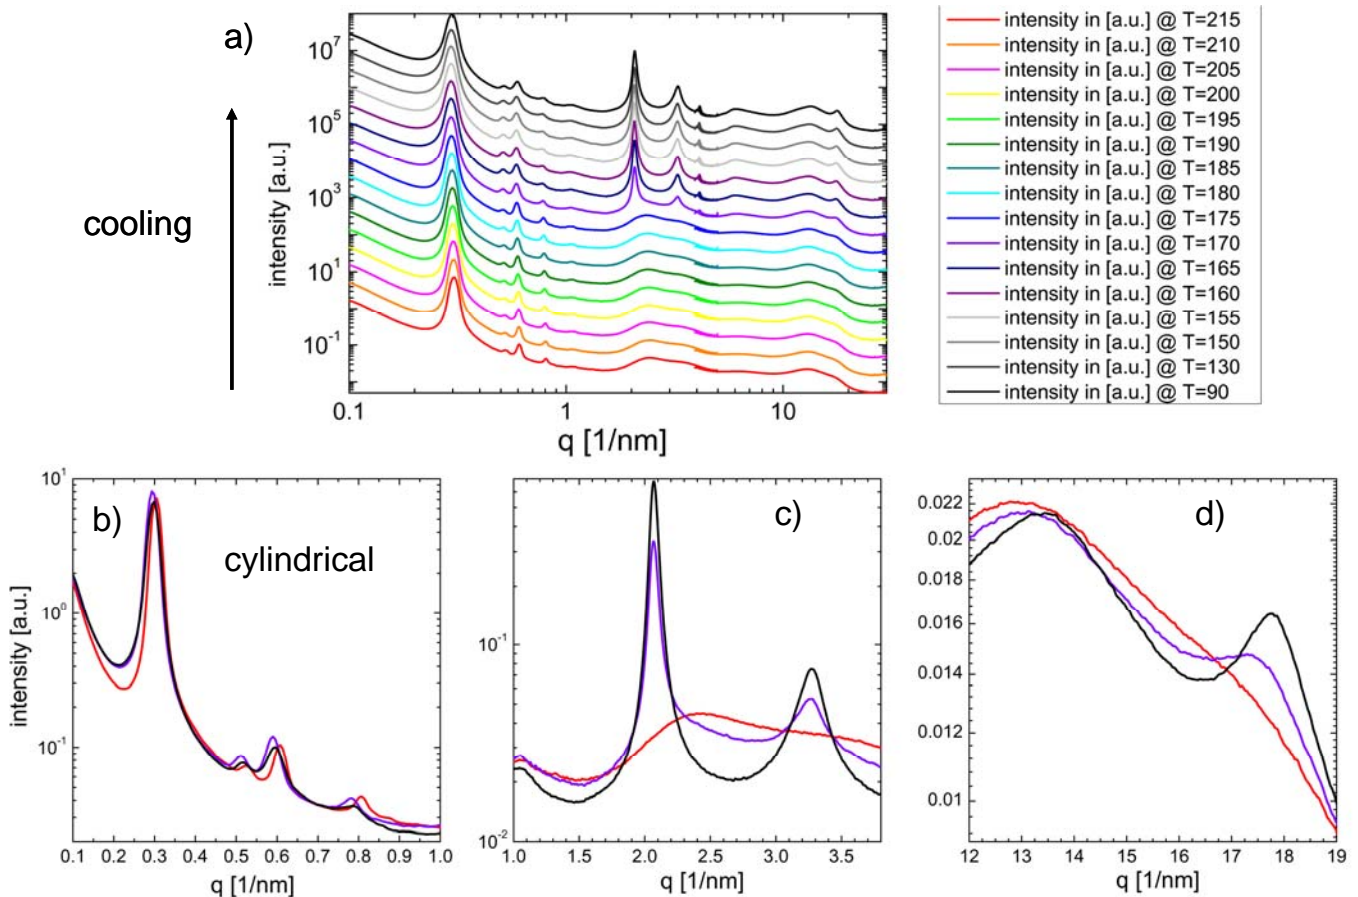 a)
cooling
intensity [a.u.]
10⁷
10⁵
10³
10¹
10⁻¹
0.1 1 10
q [1/nm]
intensity in [a.u.] @ T=215
intensity in [a.u.] @ T=210
intensity in [a.u.] @ T=205
intensity in [a.u.] @ T=200
intensity in [a.u.] @ T=195
intensity in [a.u.] @ T=190
intensity in [a.u.] @ T=185
intensity in [a.u.] @ T=180
intensity in [a.u.] @ T=175
intensity in [a.u.] @ T=170
intensity in [a.u.] @ T=165
intensity in [a.u.] @ T=160
intensity in [a.u.] @ T=155
intensity in [a.u.] @ T=150
intensity in [a.u.] @ T=130
intensity in [a.u.] @ T=90
b)
cylindrical
intensity [a.u.]
10¹
10⁰
10⁻¹
0.1 0.2 0.3 0.4 0.5 0.6 0.7 0.8 0.9 1.0
q [1/nm]
c)
10⁻¹
10⁻²
1.0 1.5 2.0 2.5 3.0 3.5
q [1/nm]
d)
0.022
0.02
0.018
0.016
0.014
0.012
0.01
12 13 14 15 16 17 18 19
q [1/nm]